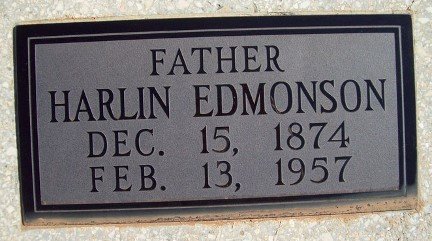 FATHER
HARLIN EDMONSON
DEC. 15, 1874
FEB. 13, 1957